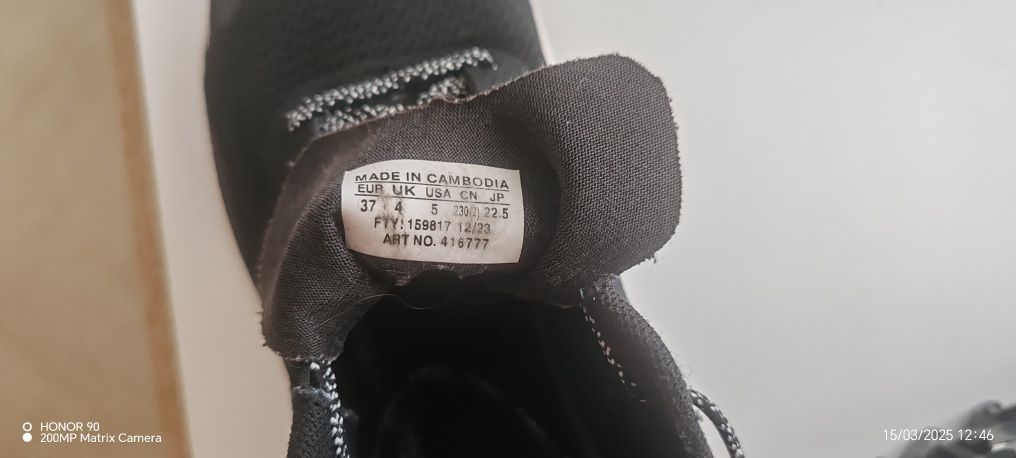 MADE IN CAMBODIA
EUR UK USA CN JP
37 4 5 230(2) 22.5
FTY: 159817 12/23
ART NO. 416777
HONOR 90
200MP Matrix Camera
15/03/2025 12:46